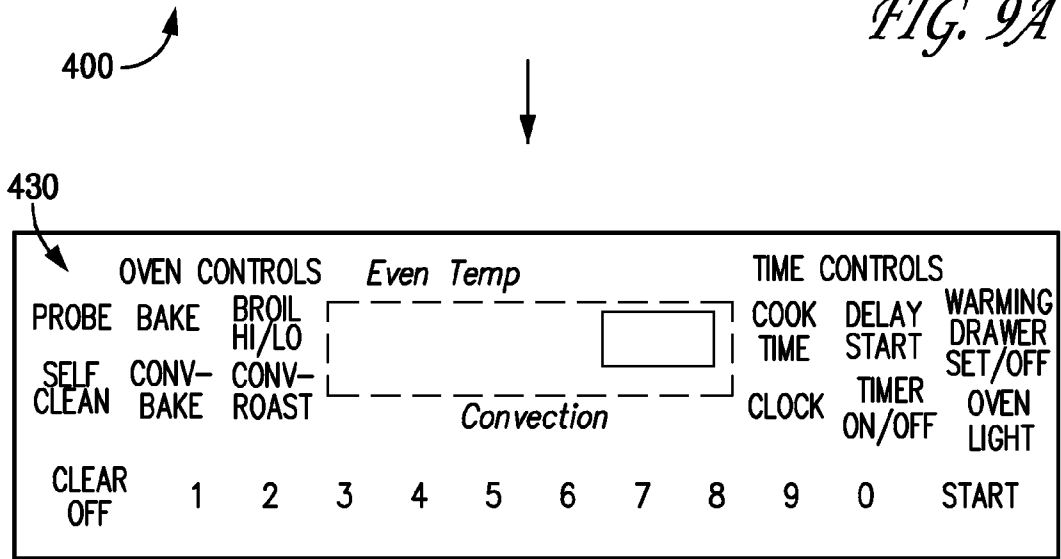 FIG. 9A
400
430
OVEN CONTROLS Even Temp TIME CONTROLS
PROBE BAKE BROIL HI/LO COOK TIME DELAY START WARMING DRAWER SET/OFF
SELF CLEAN CONV-BAKE CONV-ROAST Convection CLOCK TIMER ON/OFF OVEN LIGHT
CLEAR OFF 1 2 3 4 5 6 7 8 9 0 START